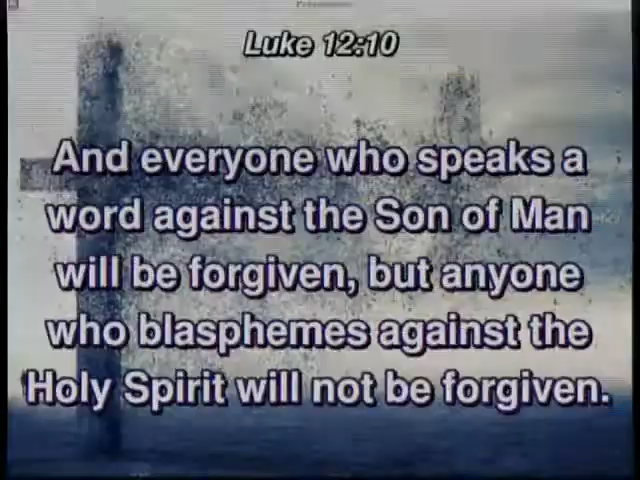 Luke 12:10
And everyone who speaks a
word against the Son of Man
will be forgiven, but anyone
who blasphemes against the
Holy Spirit will not be forgiven.